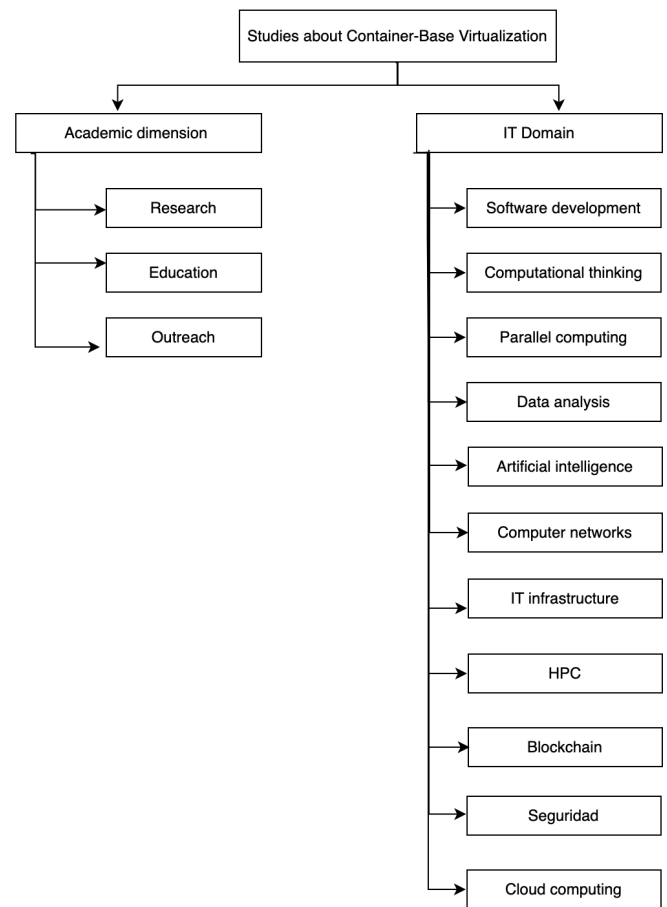 Studies about Container-Base Virtualization
Academic dimension
IT Domain
Research
Education
Outreach
Software development
Computational thinking
Parallel computing
Data analysis
Artificial intelligence
Computer networks
IT infrastructure
HPC
Blockchain
Seguridad
Cloud computing